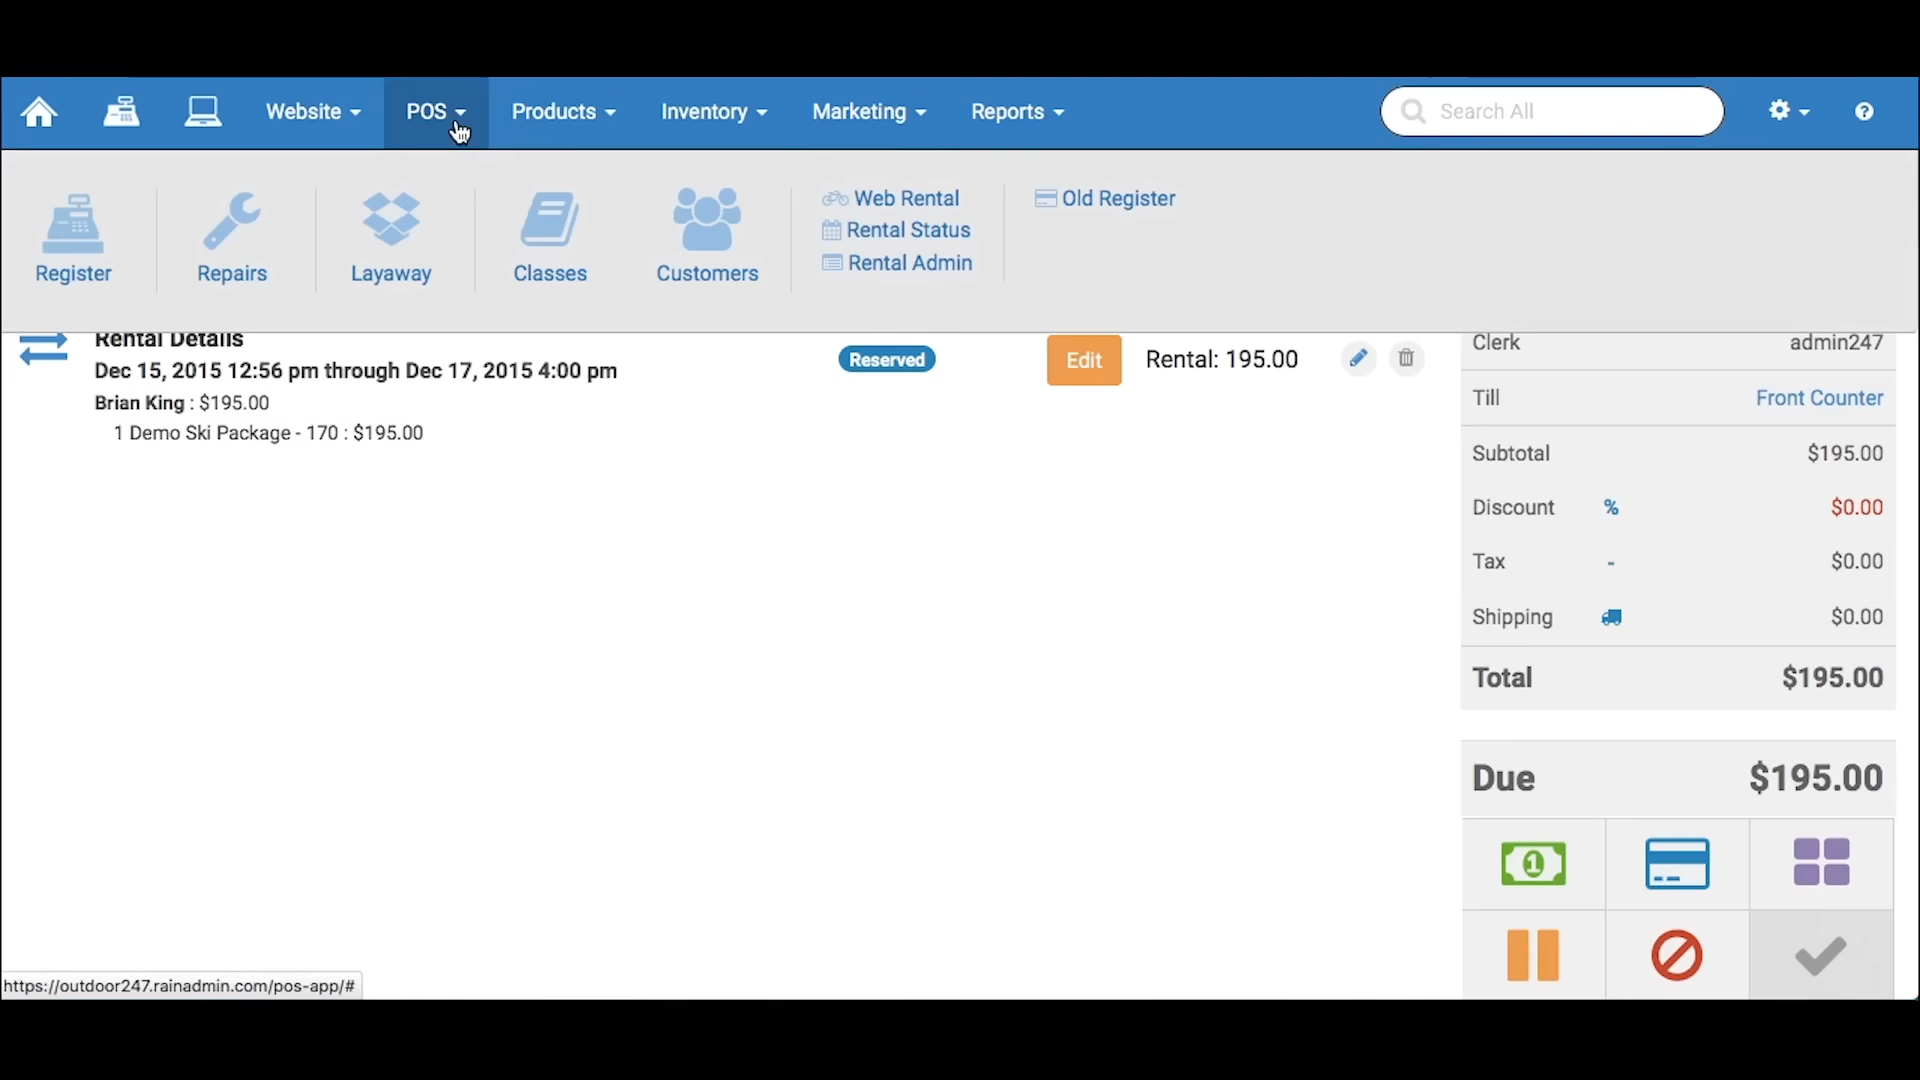 Website POS Products Inventory Marketing Reports Search All
Register Repairs Layaway Classes Customers
Web Rental
Rental Status
Rental Admin
Old Register
Rental Details
Dec 15, 2015 12:56 pm through Dec 17, 2015 4:00 pm
Brian King : $195.00
1 Demo Ski Package - 170 : $195.00
Reserved
Edit
Rental: 195.00
Clerk admin247
Till Front Counter
Subtotal $195.00
Discount % $0.00
Tax - $0.00
Shipping $0.00
Total $195.00
Due $195.00
https://outdoor247.rainadmin.com/pos-app/#